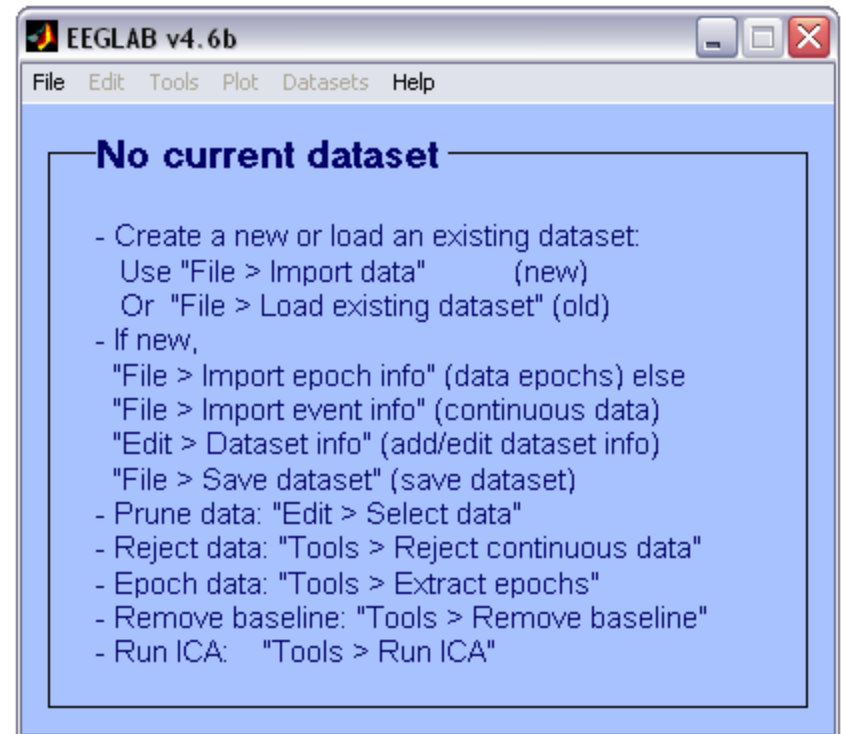 EEGLAB v4.6b
File Edit Tools Plot Datasets Help
No current dataset
- Create a new or load an existing dataset:
Use "File > Import data" (new)
Or "File > Load existing dataset" (old)
- If new,
"File > Import epoch info" (data epochs) else
"File > Import event info" (continuous data)
"Edit > Dataset info" (add/edit dataset info)
"File > Save dataset" (save dataset)
- Prune data: "Edit > Select data"
- Reject data: "Tools > Reject continuous data"
- Epoch data: "Tools > Extract epochs"
- Remove baseline: "Tools > Remove baseline"
- Run ICA: "Tools > Run ICA"